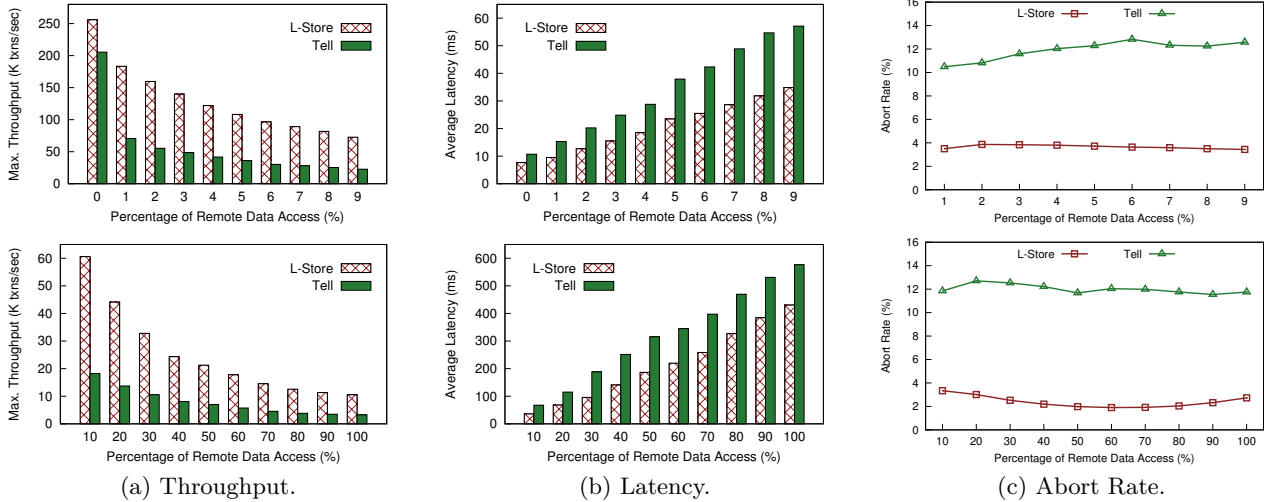 Max. Throughput (K txns/sec)
250
200
150
100
50
0
L-Store
Tell
0 1 2 3 4 5 6 7 8 9
Percentage of Remote Data Access (%)
Average Latency (ms)
60
50
40
30
20
10
0
L-Store
Tell
0 1 2 3 4 5 6 7 8 9
Percentage of Remote Data Access (%)
Abort Rate (%)
16
14
12
10
8
6
4
2
0
L-Store Tell
1 2 3 4 5 6 7 8 9
Percentage of Remote Data Access (%)
Max. Throughput (K txns/sec)
60
50
40
30
20
10
0
L-Store
Tell
10 20 30 40 50 60 70 80 90 100
Percentage of Remote Data Access (%)
Average Latency (ms)
600
500
400
300
200
100
0
L-Store
Tell
10 20 30 40 50 60 70 80 90 100
Percentage of Remote Data Access (%)
Abort Rate (%)
16
14
12
10
8
6
4
2
0
L-Store Tell
10 20 30 40 50 60 70 80 90 100
Percentage of Remote Data Access (%)
(a) Throughput.
(b) Latency.
(c) Abort Rate.